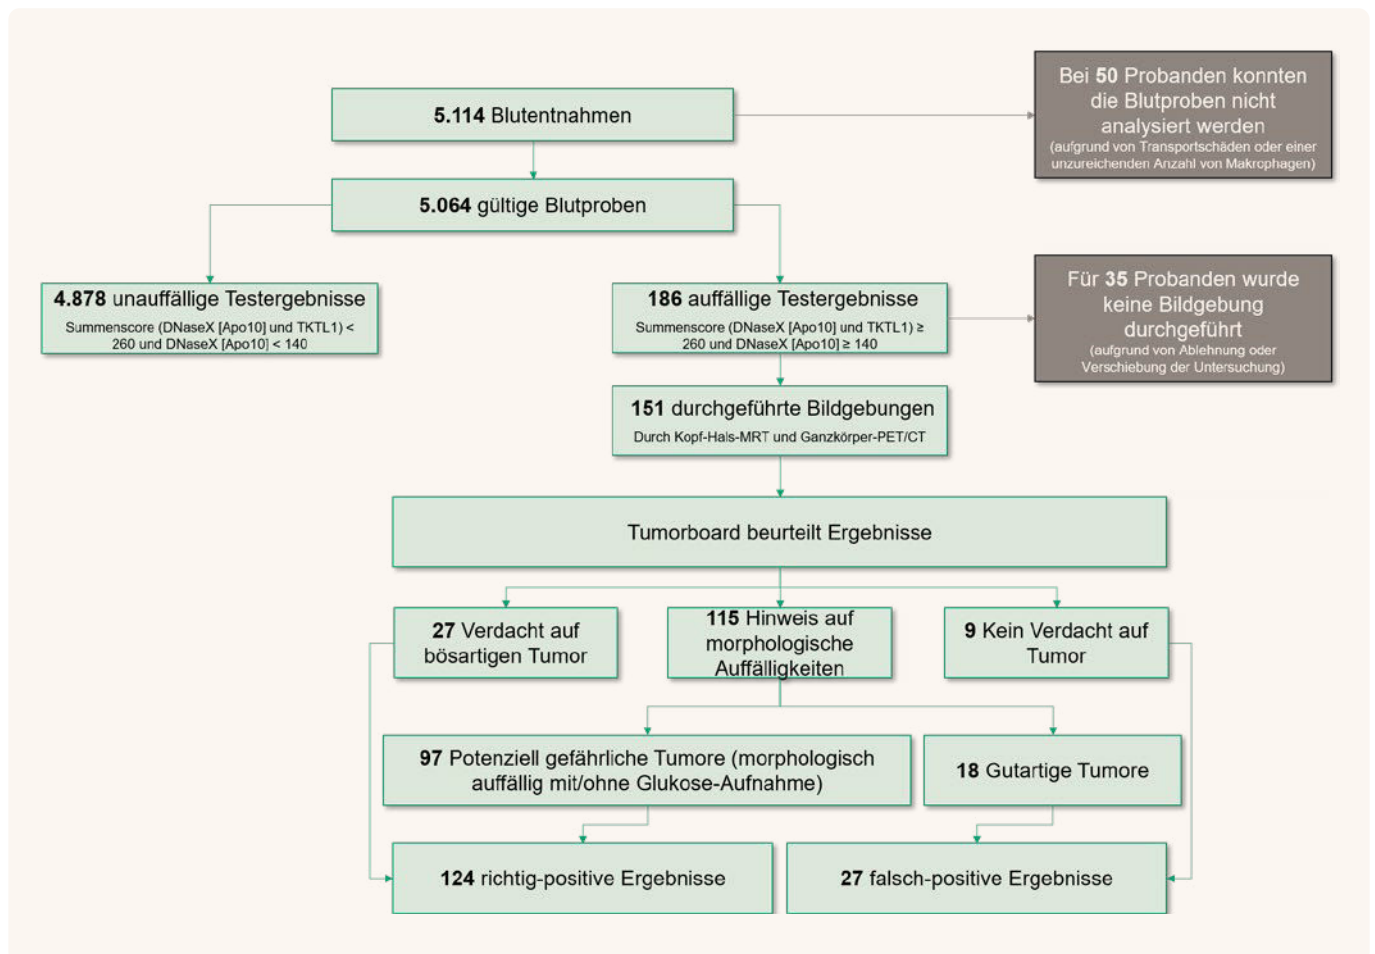 5.114 Blutentnahmen
Bei 50 Probanden konnten
die Blutproben nicht
analysiert werden
(aufgrund von Transportschäden oder einer
unzureichenden Anzahl von Makrophagen)
5.064 gültige Blutproben
4.878 unauffällige Testergebnisse
Summenscore (DNaseX [Apo10] und TKTL1) <
260 und DNaseX [Apo10] < 140
186 auffällige Testergebnisse
Summenscore (DNaseX [Apo10] und TKTL1) ≥
260 und DNaseX [Apo10] ≥ 140
Für 35 Probanden wurde
keine Bildgebung
durchgeführt
(aufgrund von Ablehnung oder
Verschiebung der Untersuchung)
151 durchgeführte Bildgebungen
Durch Kopf-Hals-MRT und Ganzkörper-PET/CT
Tumorboard beurteilt Ergebnisse
27 Verdacht auf
bösartigen Tumor
115 Hinweis auf
morphologische
Auffälligkeiten
9 Kein Verdacht auf
Tumor
97 Potenziell gefährliche Tumore (morphologisch
auffällig mit/ohne Glukose-Aufnahme)
18 Gutartige Tumore
124 richtig-positive Ergebnisse
27 falsch-positive Ergebnisse